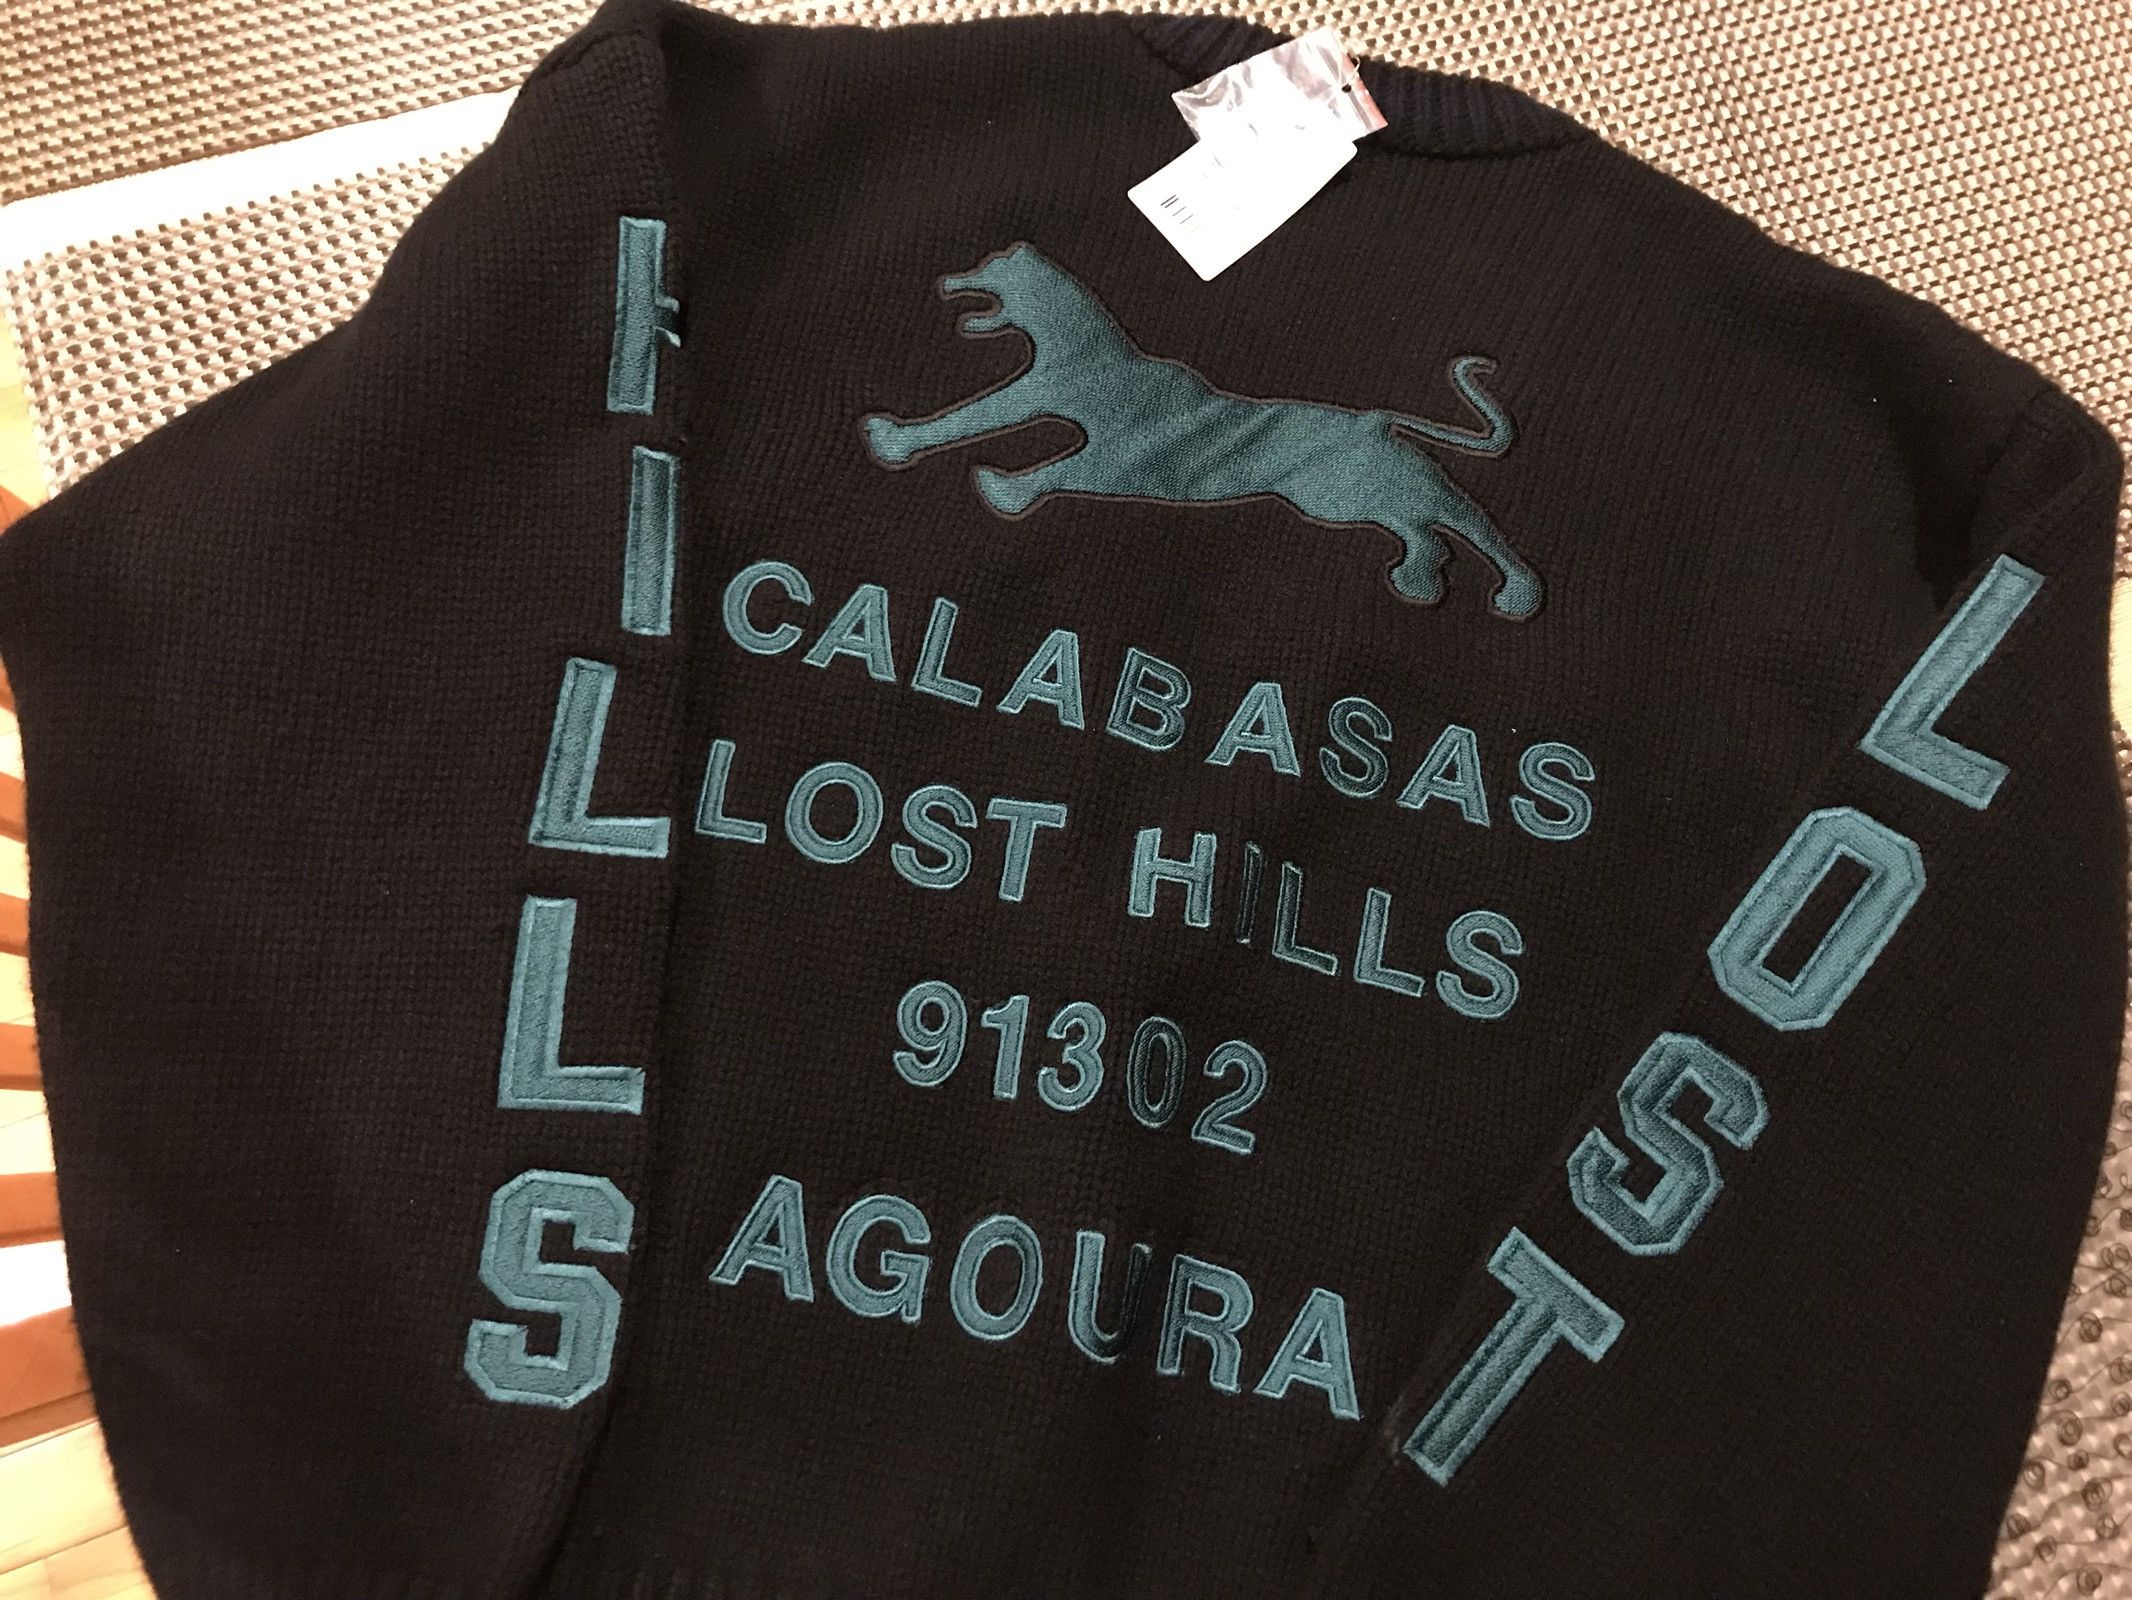 HILLS
CALABASAS
LOST HILLS
91302
AGOURA
LOST